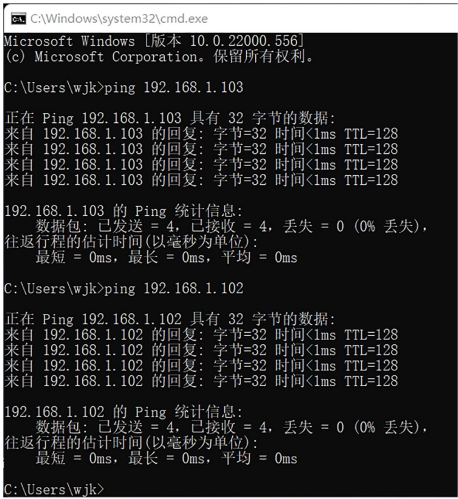 C:\Windows\system32\cmd.exe
Microsoft Windows [版本 10.0.22000.556]
(c) Microsoft Corporation。保留所有权利。
C:\Users\wjk>ping 192.168.1.103
正在 Ping 192.168.1.103 具有 32 字节的数据:
来自 192.168.1.103 的回复: 字节=32 时间<1ms TTL=128
来自 192.168.1.103 的回复: 字节=32 时间<1ms TTL=128
来自 192.168.1.103 的回复: 字节=32 时间<1ms TTL=128
来自 192.168.1.103 的回复: 字节=32 时间<1ms TTL=128
192.168.1.103 的 Ping 统计信息:
数据包: 已发送 = 4，已接收 = 4，丢失 = 0 (0% 丢失)，
往返行程的估计时间(以毫秒为单位):
最短 = 0ms，最长 = 0ms，平均 = 0ms
C:\Users\wjk>ping 192.168.1.102
正在 Ping 192.168.1.102 具有 32 字节的数据:
来自 192.168.1.102 的回复: 字节=32 时间<1ms TTL=128
来自 192.168.1.102 的回复: 字节=32 时间<1ms TTL=128
来自 192.168.1.102 的回复: 字节=32 时间<1ms TTL=128
来自 192.168.1.102 的回复: 字节=32 时间<1ms TTL=128
192.168.1.102 的 Ping 统计信息:
数据包: 已发送 = 4，已接收 = 4，丢失 = 0 (0% 丢失)，
往返行程的估计时间(以毫秒为单位):
最短 = 0ms，最长 = 0ms，平均 = 0ms
C:\Users\wjk>